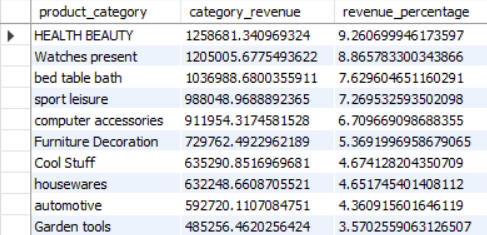 product_category category_revenue revenue_percentage
HEALTH BEAUTY 1258681.340969324 9.260699946173597
Watches present 1205005.6775493622 8.865783300343866
bed table bath 1036988.6800355911 7.629604651160291
sport leisure 988048.9688892365 7.269532593502098
computer accessories 911954.3174581528 6.709669098688355
Furniture Decoration 729762.4922962189 5.3691996958679065
Cool Stuff 635290.8516969681 4.674128204350709
housewares 632248.6608705521 4.651745401408112
automotive 592720.1107084751 4.360915601646119
Garden tools 485256.4620256424 3.5702559063126507